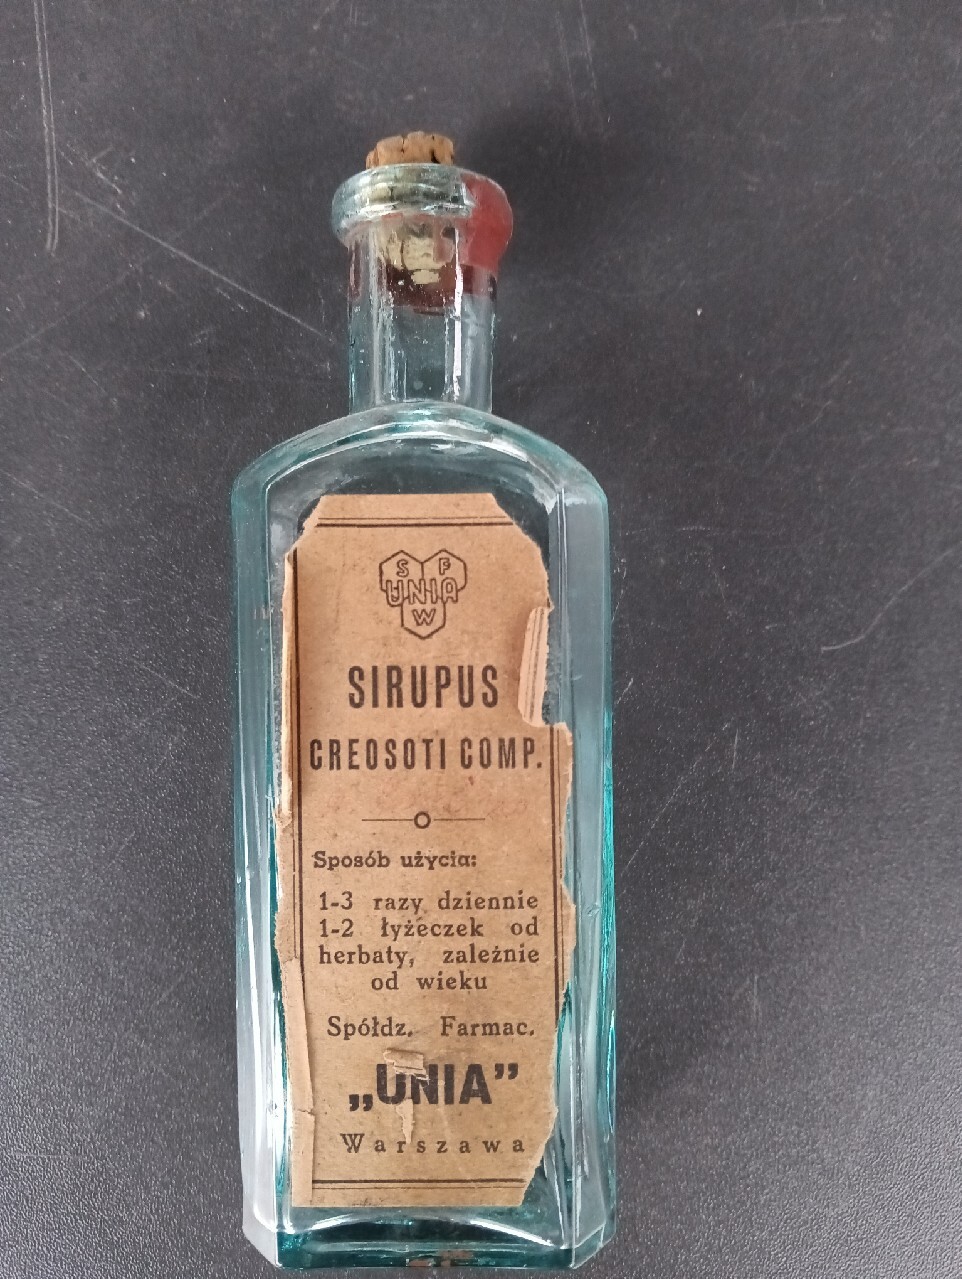 S F
UNIA
W
SIRUPUS
CREOSOTI COMP.
Sposób użycia:
1-3 razy dziennie
1-2 łyżeczek od
herbaty, zależnie
od wieku
Spółdz. Farmac.
„UNIA”
Warszawa